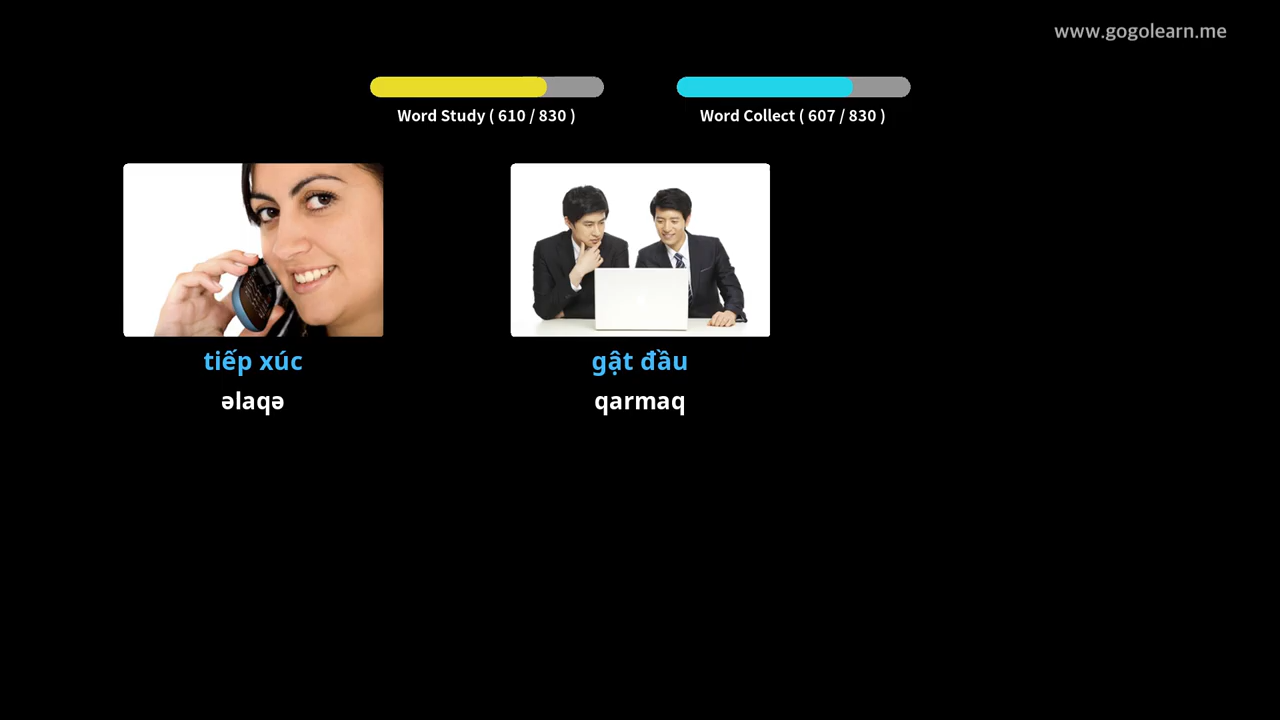 www.gogolearn.me
Word Study ( 610 / 830 )
Word Collect ( 607 / 830 )
tiếp xúc
əlaqə
gật đầu
qarmaq